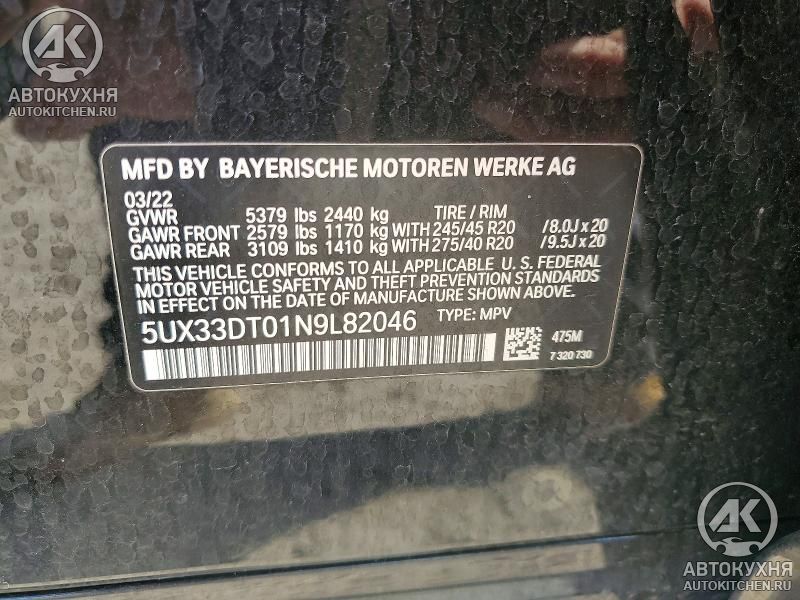 AK
АВТОКУХНЯ
AUTOKITCHEN.RU
MFD BY BAYERISCHE MOTOREN WERKE AG
03/22
GVWR 5379 lbs 2440 kg TIRE / RIM
GAWR FRONT 2579 lbs 1170 kg WITH 245/45 R20 /8.0J x 20
GAWR REAR 3109 lbs 1410 kg WITH 275/40 R20 /9.5J x 20
THIS VEHICLE CONFORMS TO ALL APPLICABLE U. S. FEDERAL
MOTOR VEHICLE SAFETY AND THEFT PREVENTION STANDARDS
IN EFFECT ON THE DATE OF MANUFACTURE SHOWN ABOVE.
5UX33DT01N9L82046 TYPE: MPV
475M
7 320 730
AK
АВТОКУХНЯ
AUTOKITCHEN.RU